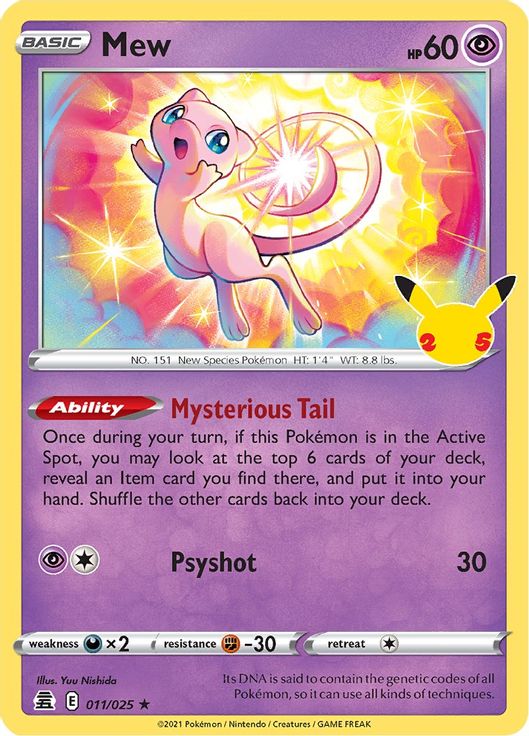 BASIC Mew HP60
2 5
NO. 151 New Species Pokémon HT: 1'4" WT: 8.8 lbs.
Ability Mysterious Tail
Once during your turn, if this Pokémon is in the Active
Spot, you may look at the top 6 cards of your deck,
reveal an Item card you find there, and put it into your
hand. Shuffle the other cards back into your deck.
Psyshot 30
weakness ×2 resistance -30 retreat
Illus. Yuu Nishida
Its DNA is said to contain the genetic codes of all
Pokémon, so it can use all kinds of techniques.
E 011/025 ★
©2021 Pokémon / Nintendo / Creatures / GAME FREAK